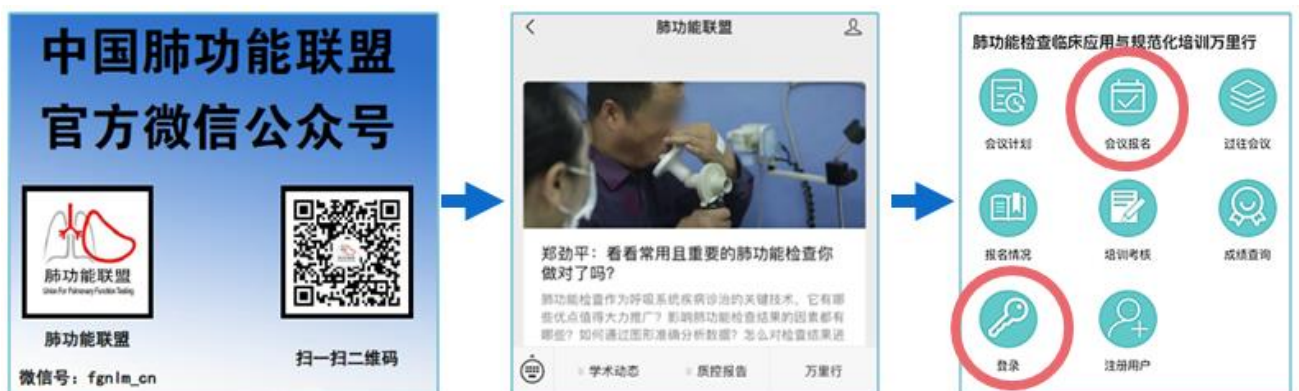 中国肺功能联盟
官方微信公众号
肺功能联盟
Union For Pulmonary Function Testing
肺功能联盟
微信号：fgnlm_cn
扫一扫二维码
肺功能联盟
郑劲平：看看常用且重要的肺功能检查你
做对了吗？
肺功能检查作为呼吸系统疾病诊治的关键技术，它有哪
些优点值得大力推广？影响肺功能检查结果的因素都有
哪些？如何通过图形准确分析数据？怎么对检查结果进
学术动态
质控报告
万里行
肺功能检查临床应用与规范化培训万里行
会议计划
会议报名
过往会议
报名情况
培训考核
成绩查询
登录
注册用户